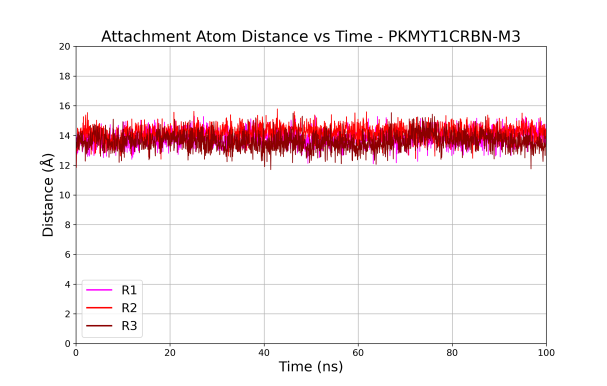 Attachment Atom Distance vs Time - PKMYT1CRBN-M3
20
18
16
14
12
10
8
6
4
2
0
Distance (Å)
R1
R2
R3
0 20 40 60 80 100
Time (ns)